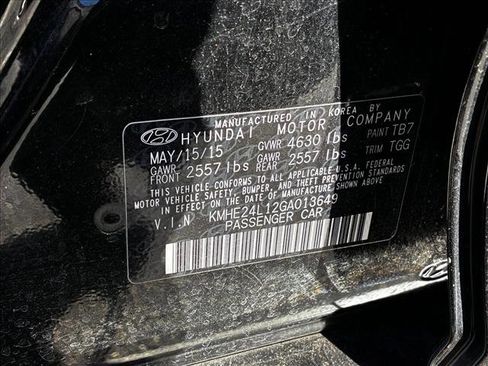 MANUFACTURED IN KOREA BY
HYUNDAI MOTOR COMPANY
MAY/15/15 GVWR 4630 lbs PAINT TB7
GAWR FRONT 2557 lbs GAWR REAR 2557 lbs TRIM TGG
THIS VEHICLE CONFORMS TO ALL APPLICABLE U.S.A. FEDERAL
MOTOR VEHICLE SAFETY, BUMPER, AND THEFT PREVENTION STANDARDS
IN EFFECT ON THE DATE OF MANUFACTURE SHOWN ABOVE.
V.I.N KMHE24L12GA013649
PASSENGER CAR